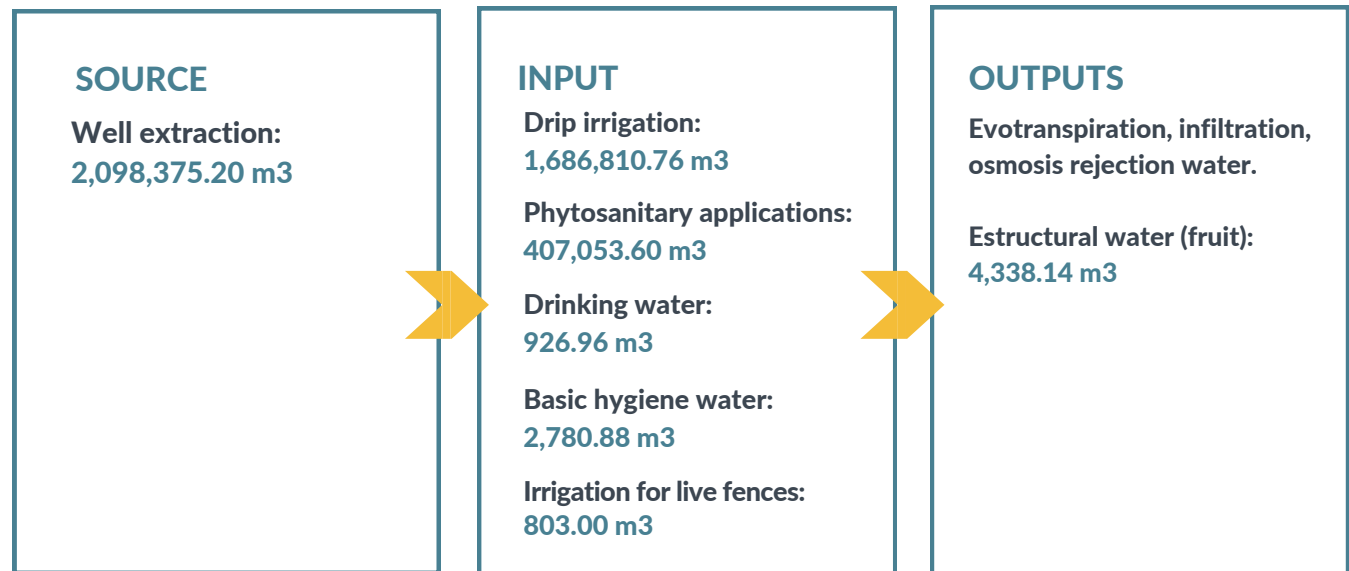 SOURCE
Well extraction:
2,098,375.20 m3
INPUT
Drip irrigation:
1,686,810.76 m3
Phytosanitary applications:
407,053.60 m3
Drinking water:
926.96 m3
Basic hygiene water:
2,780.88 m3
Irrigation for live fences:
803.00 m3
OUTPUTS
Evotranspiration, infiltration,
osmosis rejection water.
Estructural water (fruit):
4,338.14 m3